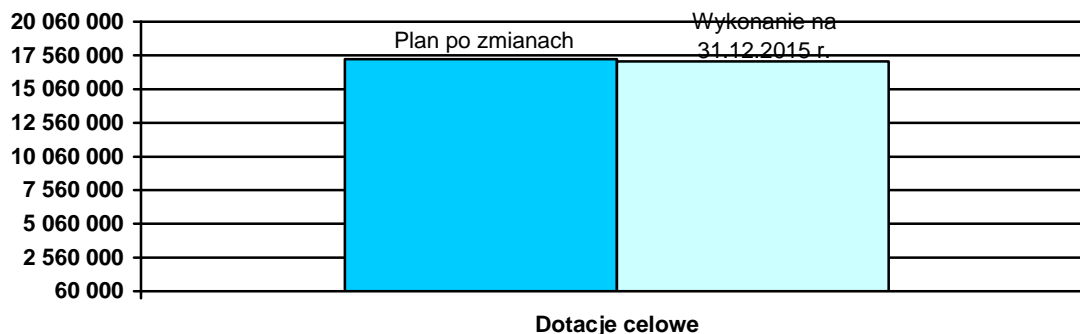 20 060 000
17 560 000
15 060 000
12 560 000
10 060 000
7 560 000
5 060 000
2 560 000
60 000
Plan po zmianach
Wykonanie na
31.12.2015 r.
Dotacje celowe